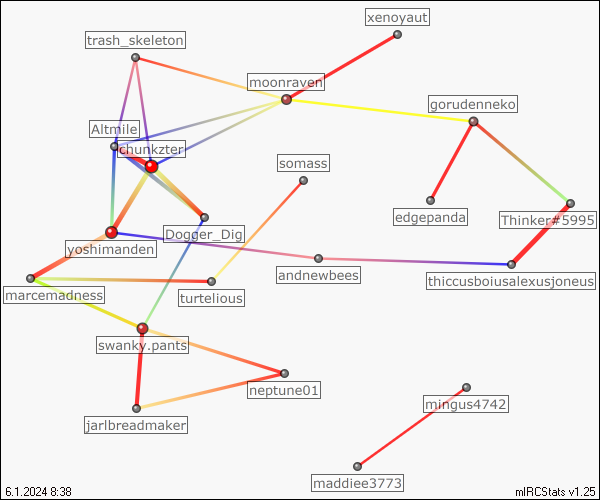 xenoyaut
trash_skeleton
moonraven
gorudenneko
Altmile
chunkzter
somass
edgepanda
Thinker#5995
Dogger_Dig
yoshimanden
andnewbees
thiccusboiusalexusjoneus
marcemadness
turtelious
swanky.pants
neptune01
mingus4742
jarlbreadmaker
maddiee3773
6.1.2024 8:38
mIRCStats v1.25